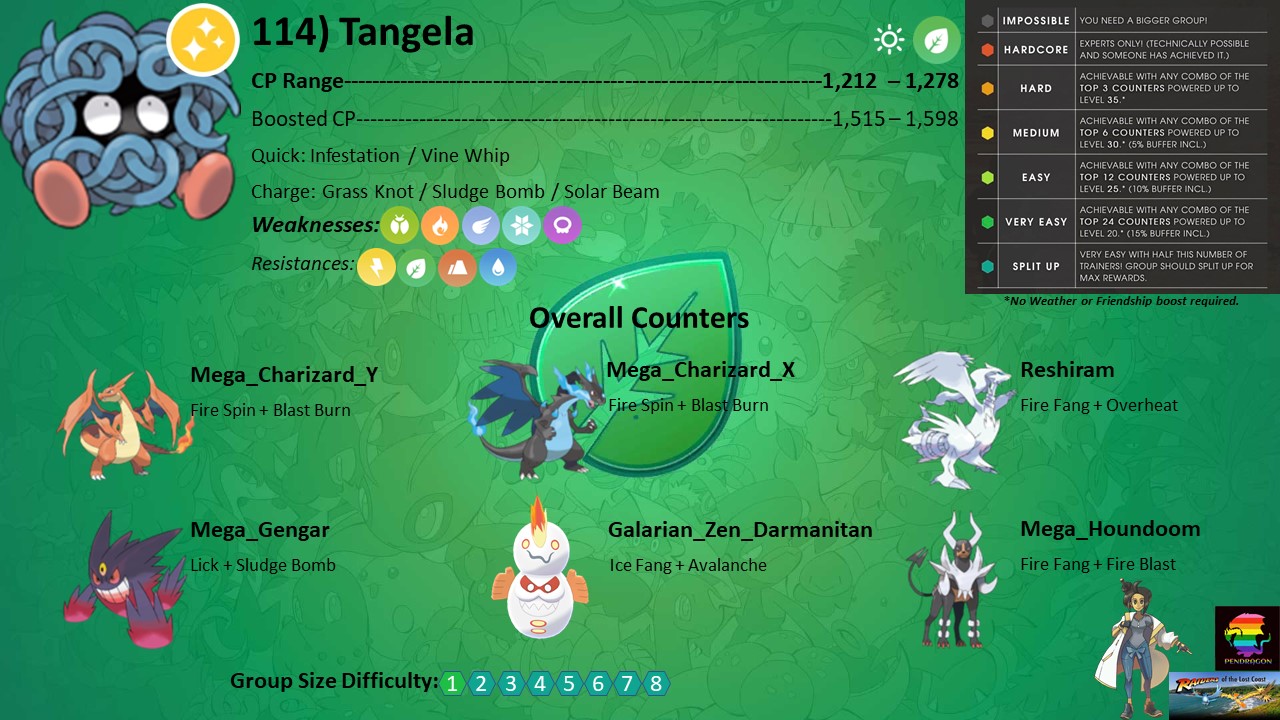 114) Tangela
CP Range--------------------------------------------------------------------------------1,212 – 1,278
Boosted CP--------------------------------------------------------------------------------1,515 – 1,598
Quick: Infestation / Vine Whip
Charge: Grass Knot / Sludge Bomb / Solar Beam
Weaknesses:
Resistances:
IMPOSSIBLE YOU NEED A BIGGER GROUP!
HARDCORE EXPERTS ONLY! (TECHNICALLY POSSIBLE
AND SOMEONE HAS ACHIEVED IT.)
HARD ACHIEVABLE WITH ANY COMBO OF THE
TOP 3 COUNTERS POWERED UP TO
LEVEL 35.*
MEDIUM ACHIEVABLE WITH ANY COMBO OF THE
TOP 6 COUNTERS POWERED UP TO
LEVEL 30.* (5% BUFFER INCL.)
EASY ACHIEVABLE WITH ANY COMBO OF THE
TOP 12 COUNTERS POWERED UP TO
LEVEL 25.* (10% BUFFER INCL.)
VERY EASY ACHIEVABLE WITH ANY COMBO OF THE
TOP 24 COUNTERS POWERED UP TO
LEVEL 20.* (15% BUFFER INCL.)
SPLIT UP VERY EASY WITH HALF THIS NUMBER OF
TRAINERS! GROUP SHOULD SPLIT UP FOR
MAX REWARDS.
*No Weather or Friendship boost required.
Overall Counters
Mega_Charizard_Y
Fire Spin + Blast Burn
Mega_Charizard_X
Fire Spin + Blast Burn
Reshiram
Fire Fang + Overheat
Mega_Gengar
Lick + Sludge Bomb
Galarian_Zen_Darmanitan
Ice Fang + Avalanche
Mega_Houndoom
Fire Fang + Fire Blast
Group Size Difficulty: 1 2 3 4 5 6 7 8
PENDRAGON
RAIDERS of the Lost Coast